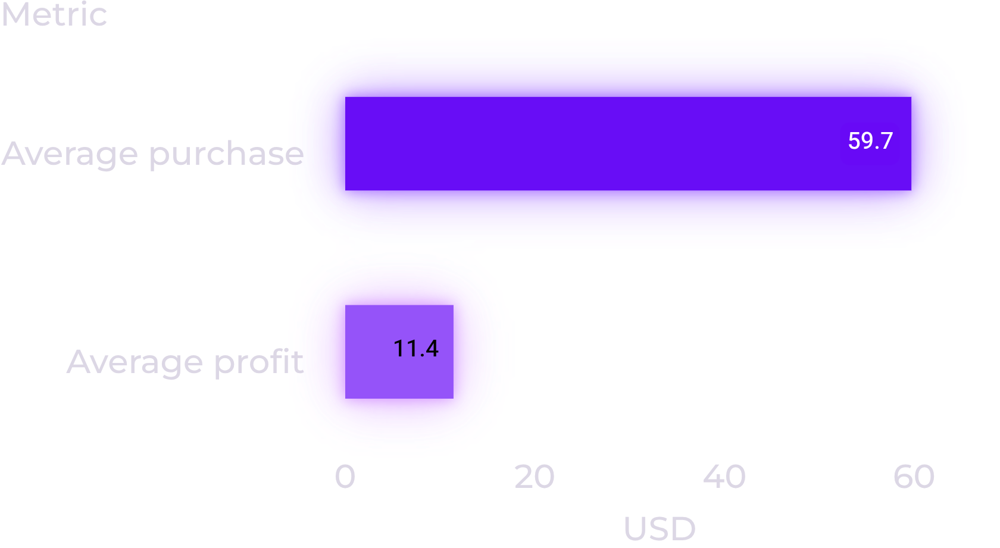 Metric
Average purchase
59.7
Average profit
11.4
0 20 40 60
USD